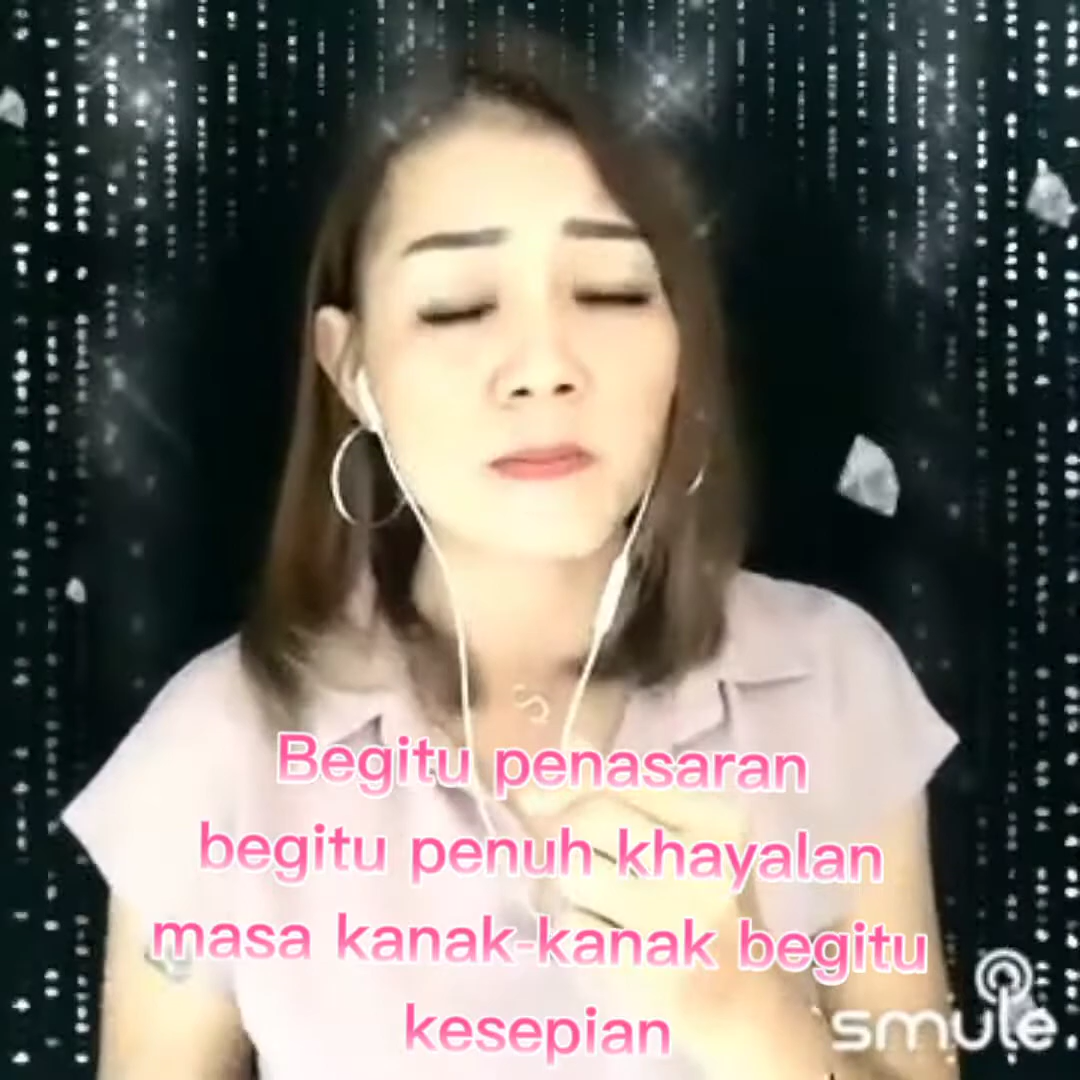 Begitu penasaran
begitu penuh khayalan
masa kanak-kanak begitu
kesepian
smule